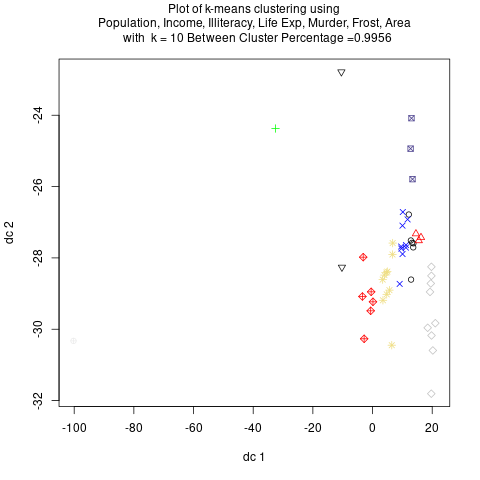 Plot of k-means clustering using
Population, Income, Illiteracy, Life Exp, Murder, Frost, Area
with k = 10 Between Cluster Percentage =0.9956
-24
-26
-28
-30
-32
dc 2
-100 -80 -60 -40 -20 0 20
dc 1